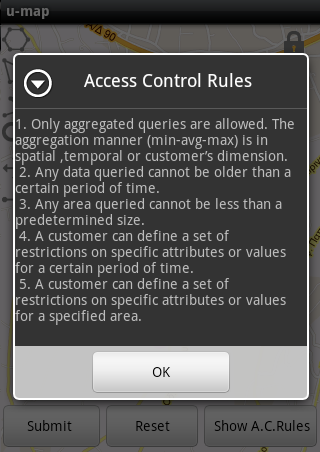 u-map
Δ 90
Access Control Rules
1. Only aggregated queries are allowed. The
aggregation manner (min-avg-max) is in
spatial ,temporal or customer's dimension.
2. Any data queried cannot be older than a
certain period of time.
3. Any area queried cannot be less than a
predetermined size.
4. A customer can define a set of
restrictions on specific attributes or values
for a certain period of time.
5. A customer can define a set of
restrictions on specific attributes or values
for a specified area.
OK
Submit
Reset
Show A.C.Rules